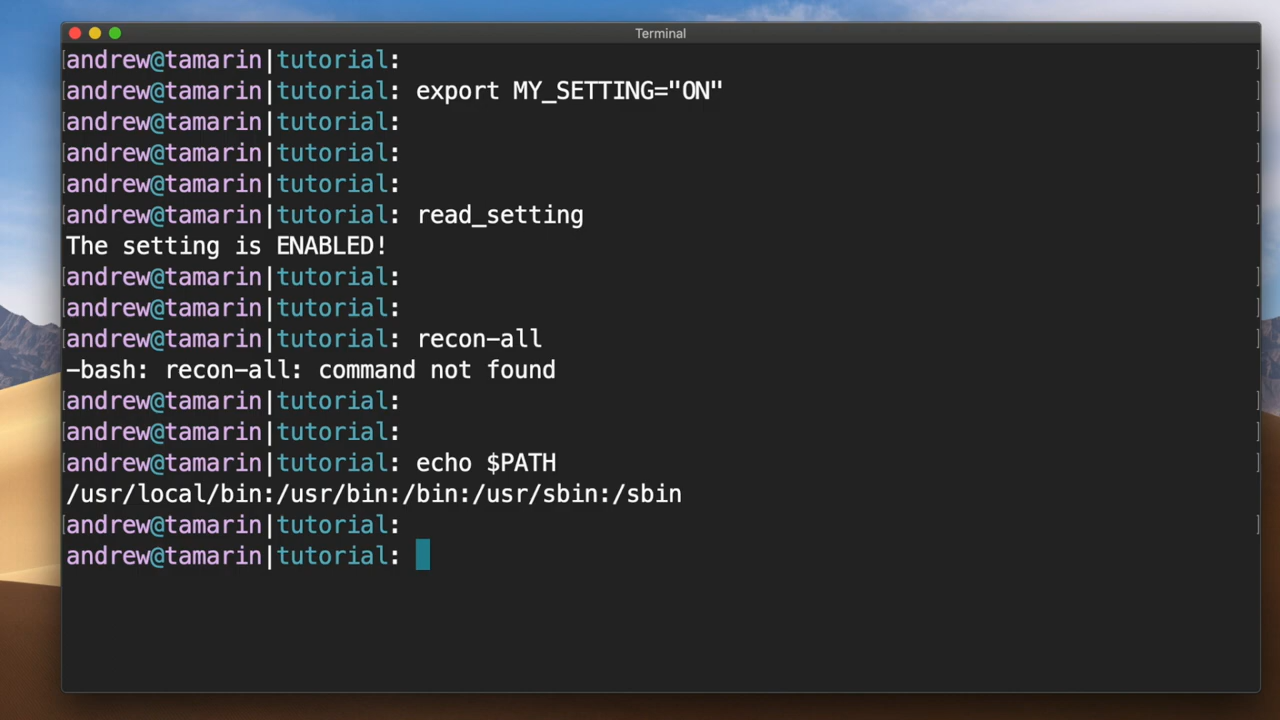 Terminal
andrew@tamarin|tutorial:
andrew@tamarin|tutorial: export MY_SETTING="ON"
andrew@tamarin|tutorial:
andrew@tamarin|tutorial:
andrew@tamarin|tutorial:
andrew@tamarin|tutorial: read_setting
The setting is ENABLED!
andrew@tamarin|tutorial:
andrew@tamarin|tutorial:
andrew@tamarin|tutorial: recon-all
-bash: recon-all: command not found
andrew@tamarin|tutorial:
andrew@tamarin|tutorial:
andrew@tamarin|tutorial: echo $PATH
/usr/local/bin:/usr/bin:/bin:/usr/sbin:/sbin
andrew@tamarin|tutorial:
andrew@tamarin|tutorial: